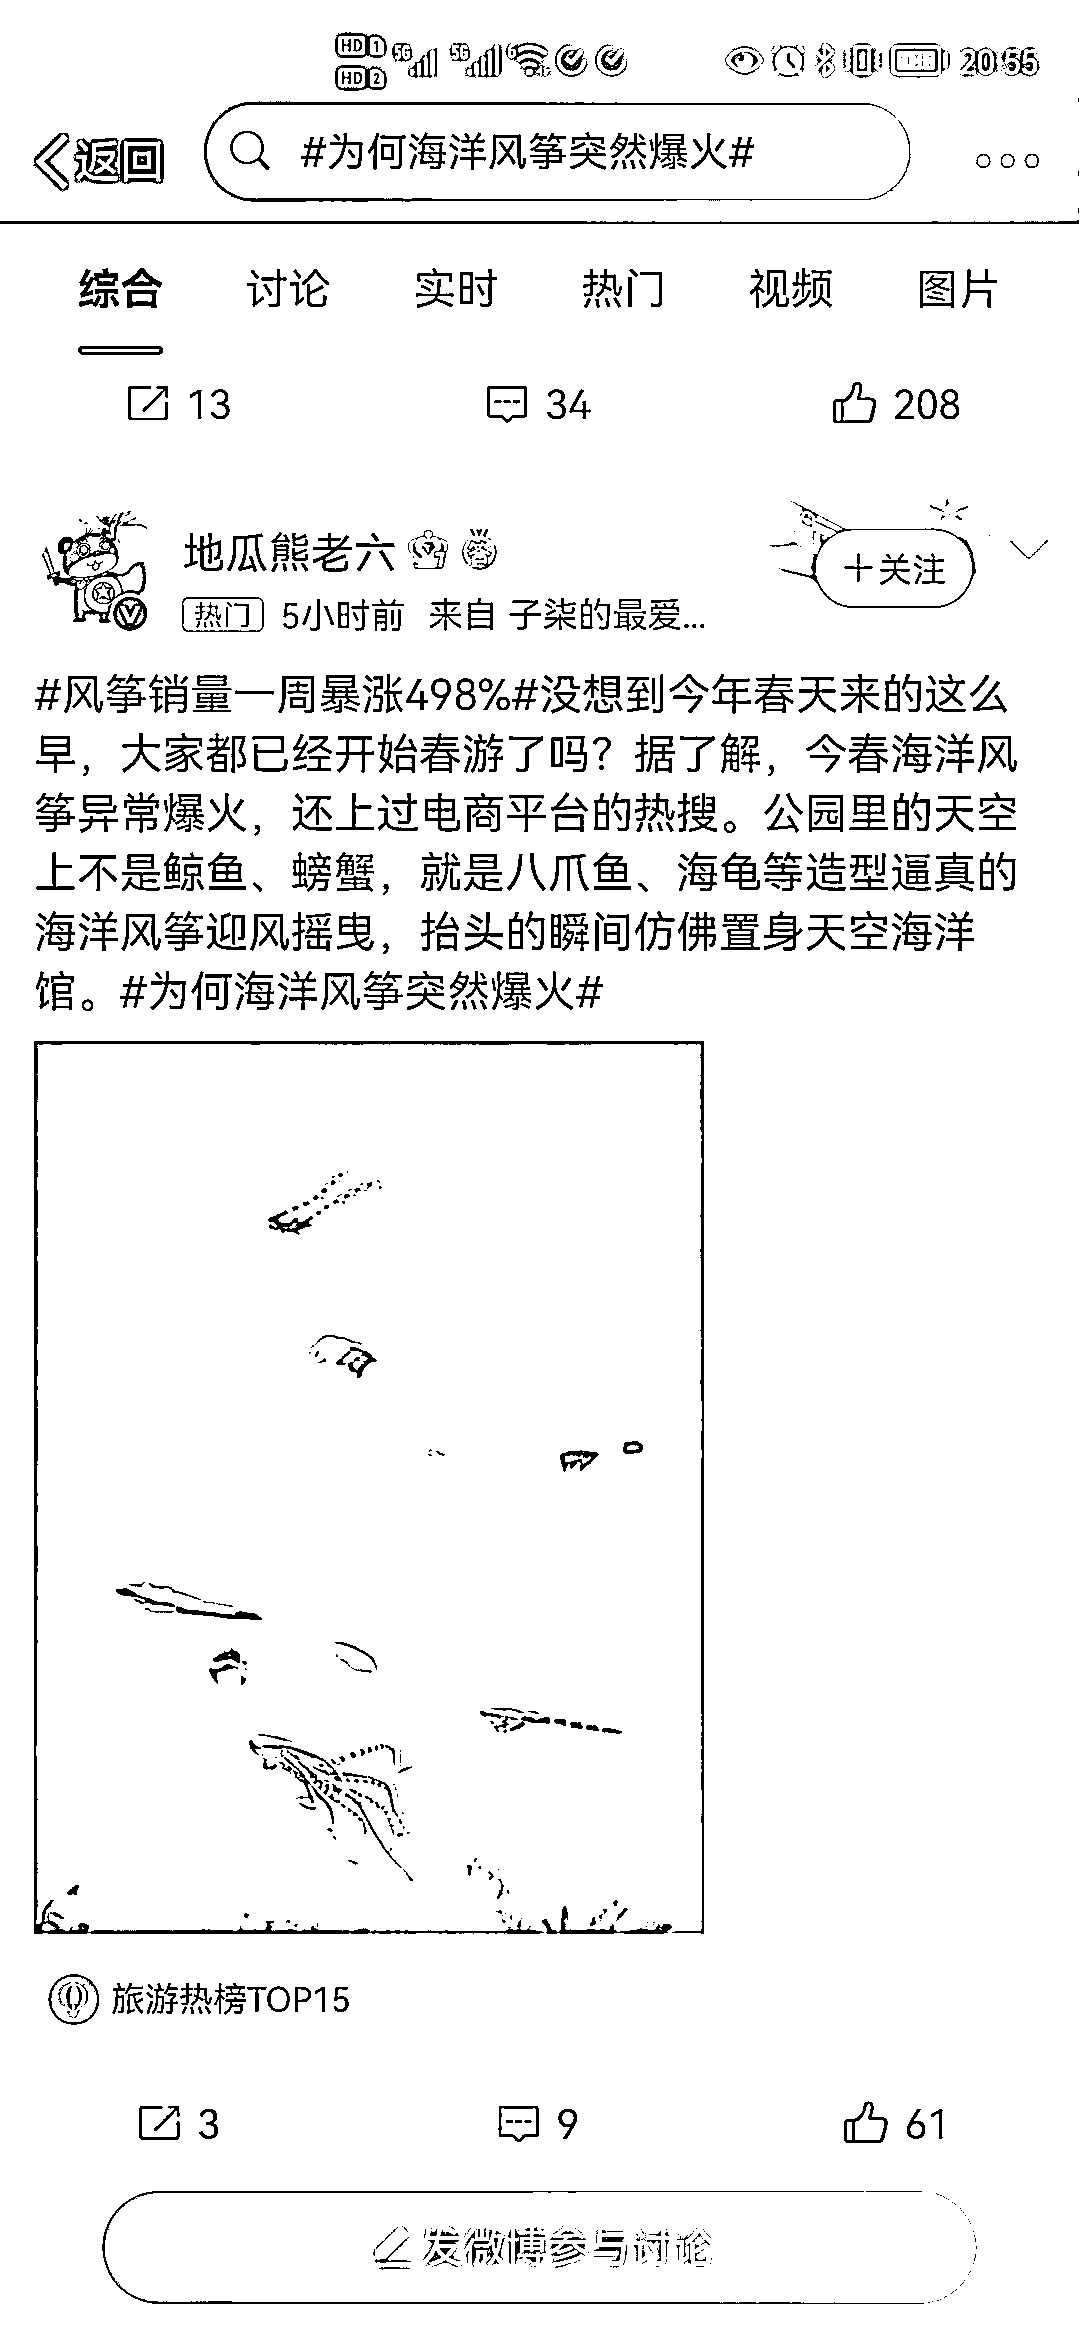 HD 1 5G 5G 6 20:55
HD 2
返回 #为何海洋风筝突然爆火#
综合 讨论 实时 热门 视频 图片
13 34 208
地瓜熊老六
+关注
热门 5小时前 来自 子柒的最爱...
#风筝销量一周暴涨498%#没想到今年春天来的这么
早，大家都已经开始春游了吗？据了解，今春海洋风
筝异常爆火，还上过电商平台的热搜。公园里的天空
上不是鲸鱼、螃蟹，就是八爪鱼、海龟等造型逼真的
海洋风筝迎风摇曳，抬头的瞬间仿佛置身天空海洋
馆。#为何海洋风筝突然爆火#
旅游热榜TOP15
3 9 61
发微博参与讨论